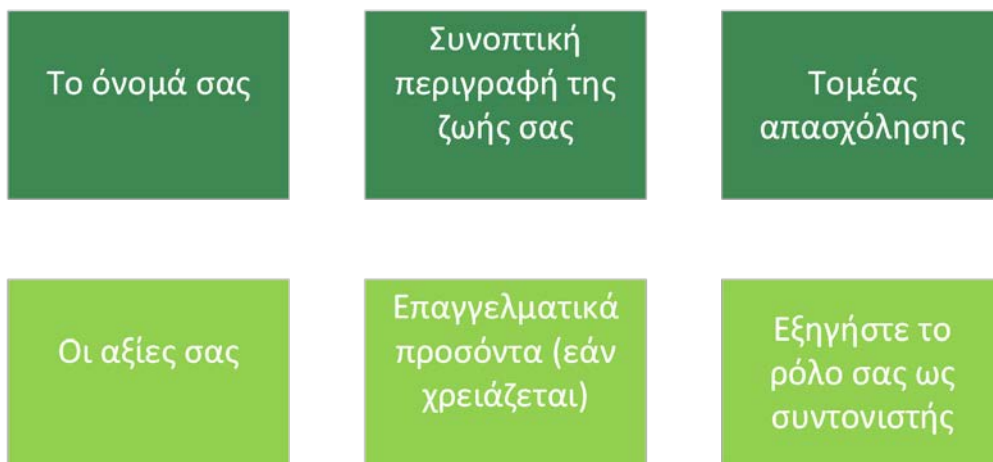 Το όνομά σας
Συνοπτική
περιγραφή της
ζωής σας
Τομέας
απασχόλησης
Οι αξίες σας
Επαγγελματικά
προσόντα (εάν
χρειάζεται)
Εξηγήστε το
ρόλο σας ως
συντονιστής